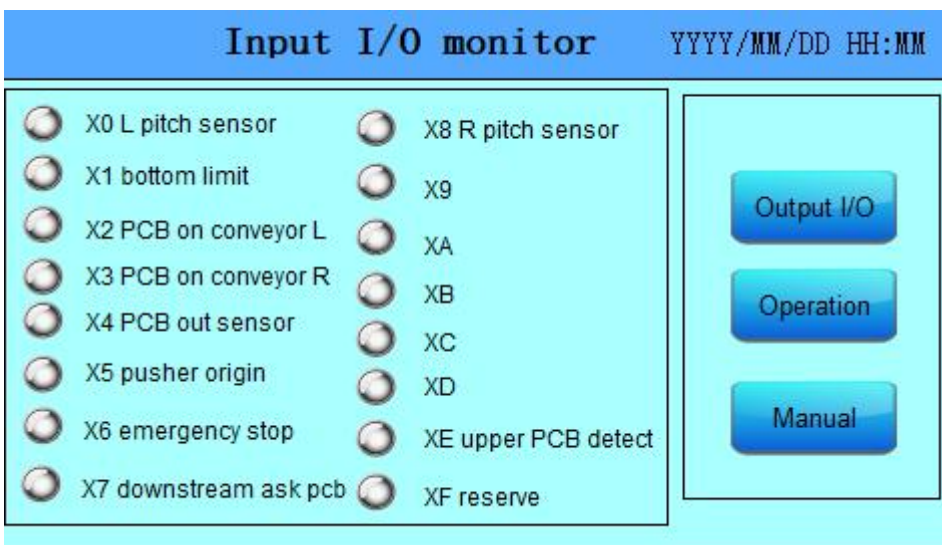 Input I/O monitor YYYY/MM/DD HH:MM
X0 L pitch sensor
X1 bottom limit
X2 PCB on conveyor L
X3 PCB on conveyor R
X4 PCB out sensor
X5 pusher origin
X6 emergency stop
X7 downstream ask pcb
X8 R pitch sensor
X9
XA
XB
XC
XD
XE upper PCB detect
XF reserve
Output I/O
Operation
Manual